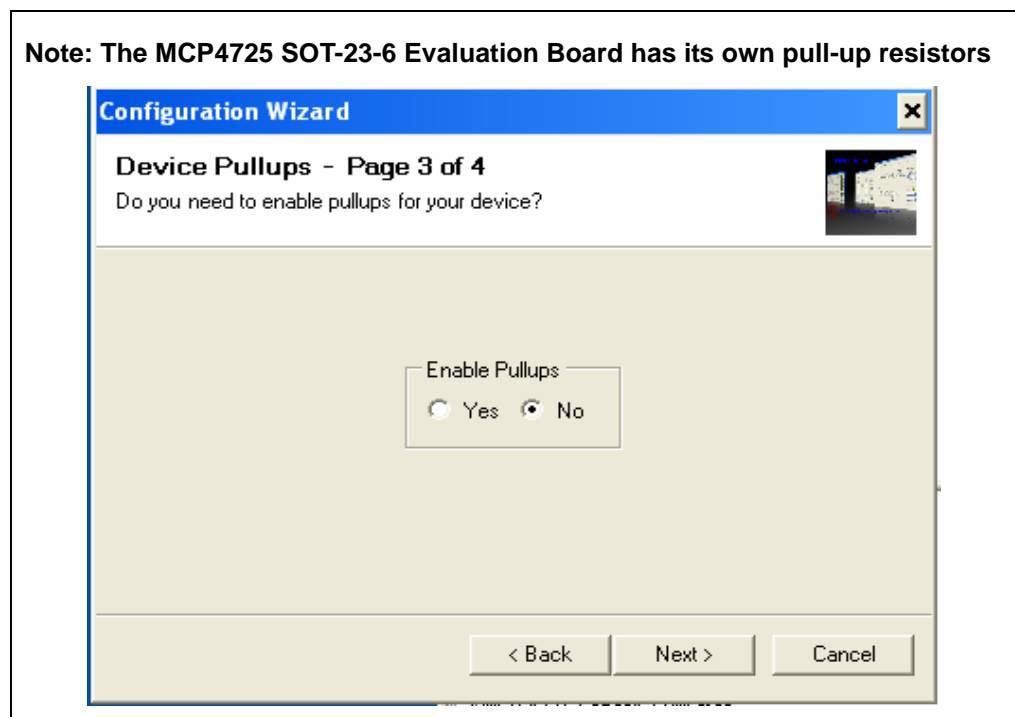 Note: The MCP4725 SOT-23-6 Evaluation Board has its own pull-up resistors
Configuration Wizard
Device Pullups - Page 3 of 4
Do you need to enable pullups for your device?
Enable Pullups
Yes No
< Back Next > Cancel